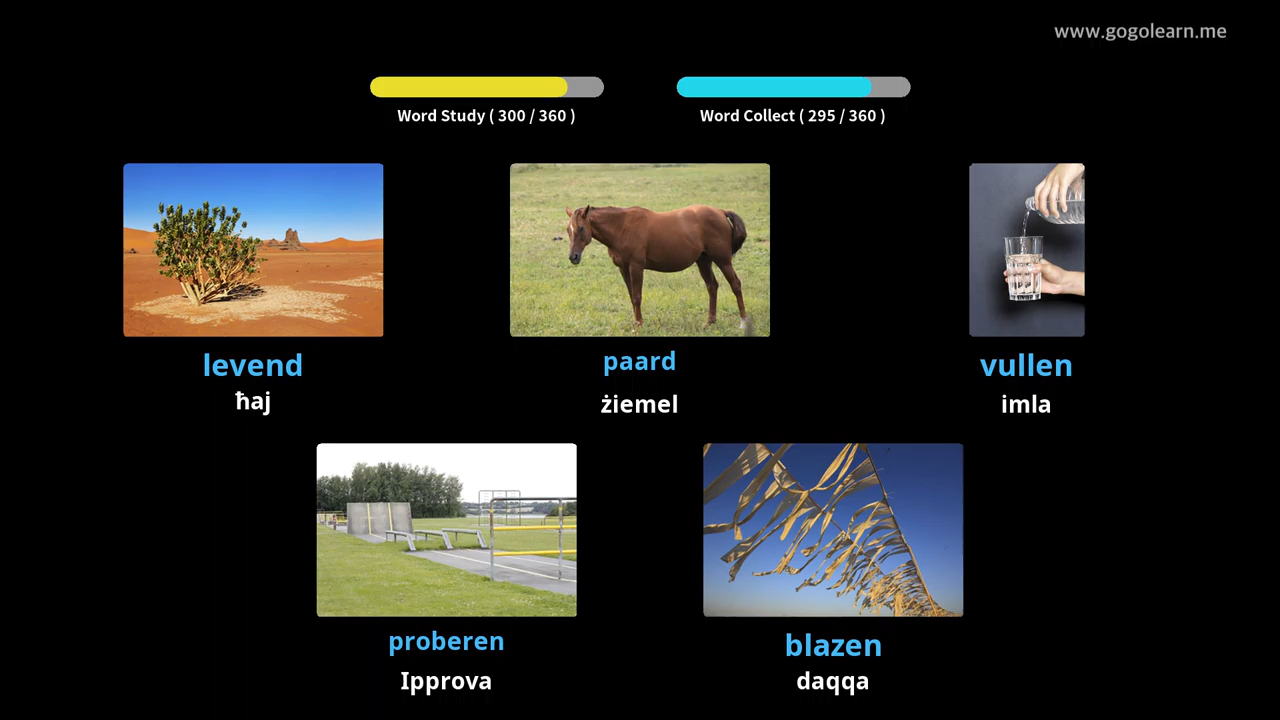 www.gogolearn.me
Word Study ( 300 / 360 )
Word Collect ( 295 / 360 )
levend
ħaj
paard
żiemel
vullen
imla
proberen
Ipprova
blazen
daqqa